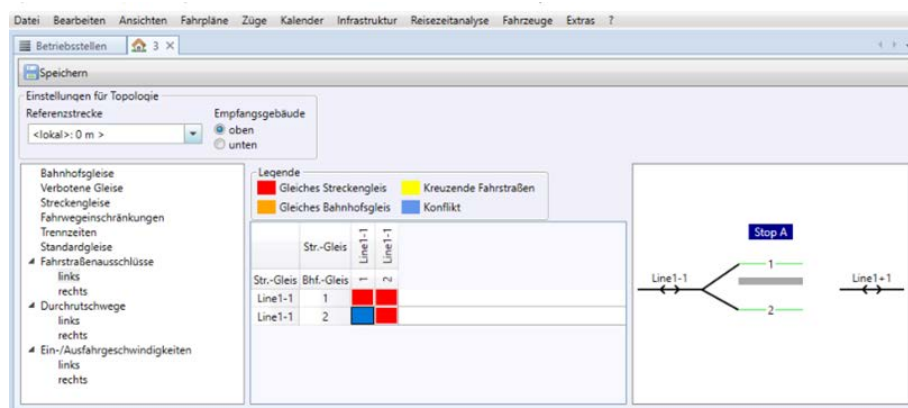 Datei Bearbeiten Ansichten Fahrpläne Züge Kalender Infrastruktur Reisezeitanalyse Fahrzeuge Extras ?
Betriebsstellen 3 ×
Speichern
Einstellungen für Topologie
Referenzstrecke
<lokal>: 0 m >
Empfangsgebäude
oben
unten
Bahnhofsgleise
Verbotene Gleise
Streckengleise
Fahrwegeinschränkungen
Trennzeiten
Standardgleise
Fahrstraßenausschlüsse
links
rechts
Durchrutschwege
links
rechts
Ein-/Ausfahrgeschwindigkeiten
links
rechts
Legende
Gleiches Streckengleis Kreuzende Fahrstraßen
Gleiches Bahnhofsgleis Konflikt
Str.-Gleis Line1-1 Line1-1
Str.-Gleis Bhf.-Gleis 1 2
Line1-1 1
Line1-1 2
Stop A
Line1-1
1
2
Line1+1